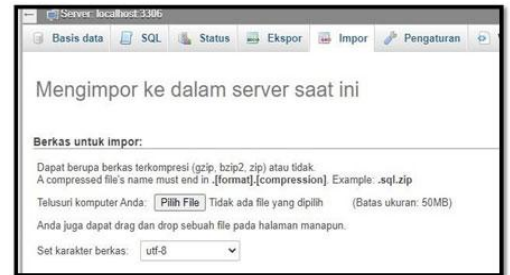 Server: localhost:3306
Basis data SQL Status Ekspor Impor Pengaturan
Mengimpor ke dalam server saat ini
Berkas untuk impor:
Dapat berupa berkas terkompresi (gzip, bzip2, zip) atau tidak.
A compressed file's name must end in .[format].[compression]. Example: .sql.zip
Telusuri komputer Anda: Pilih File Tidak ada file yang dipilih (Batas ukuran: 50MB)
Anda juga dapat drag dan drop sebuah file pada halaman manapun.
Set karakter berkas: utf-8